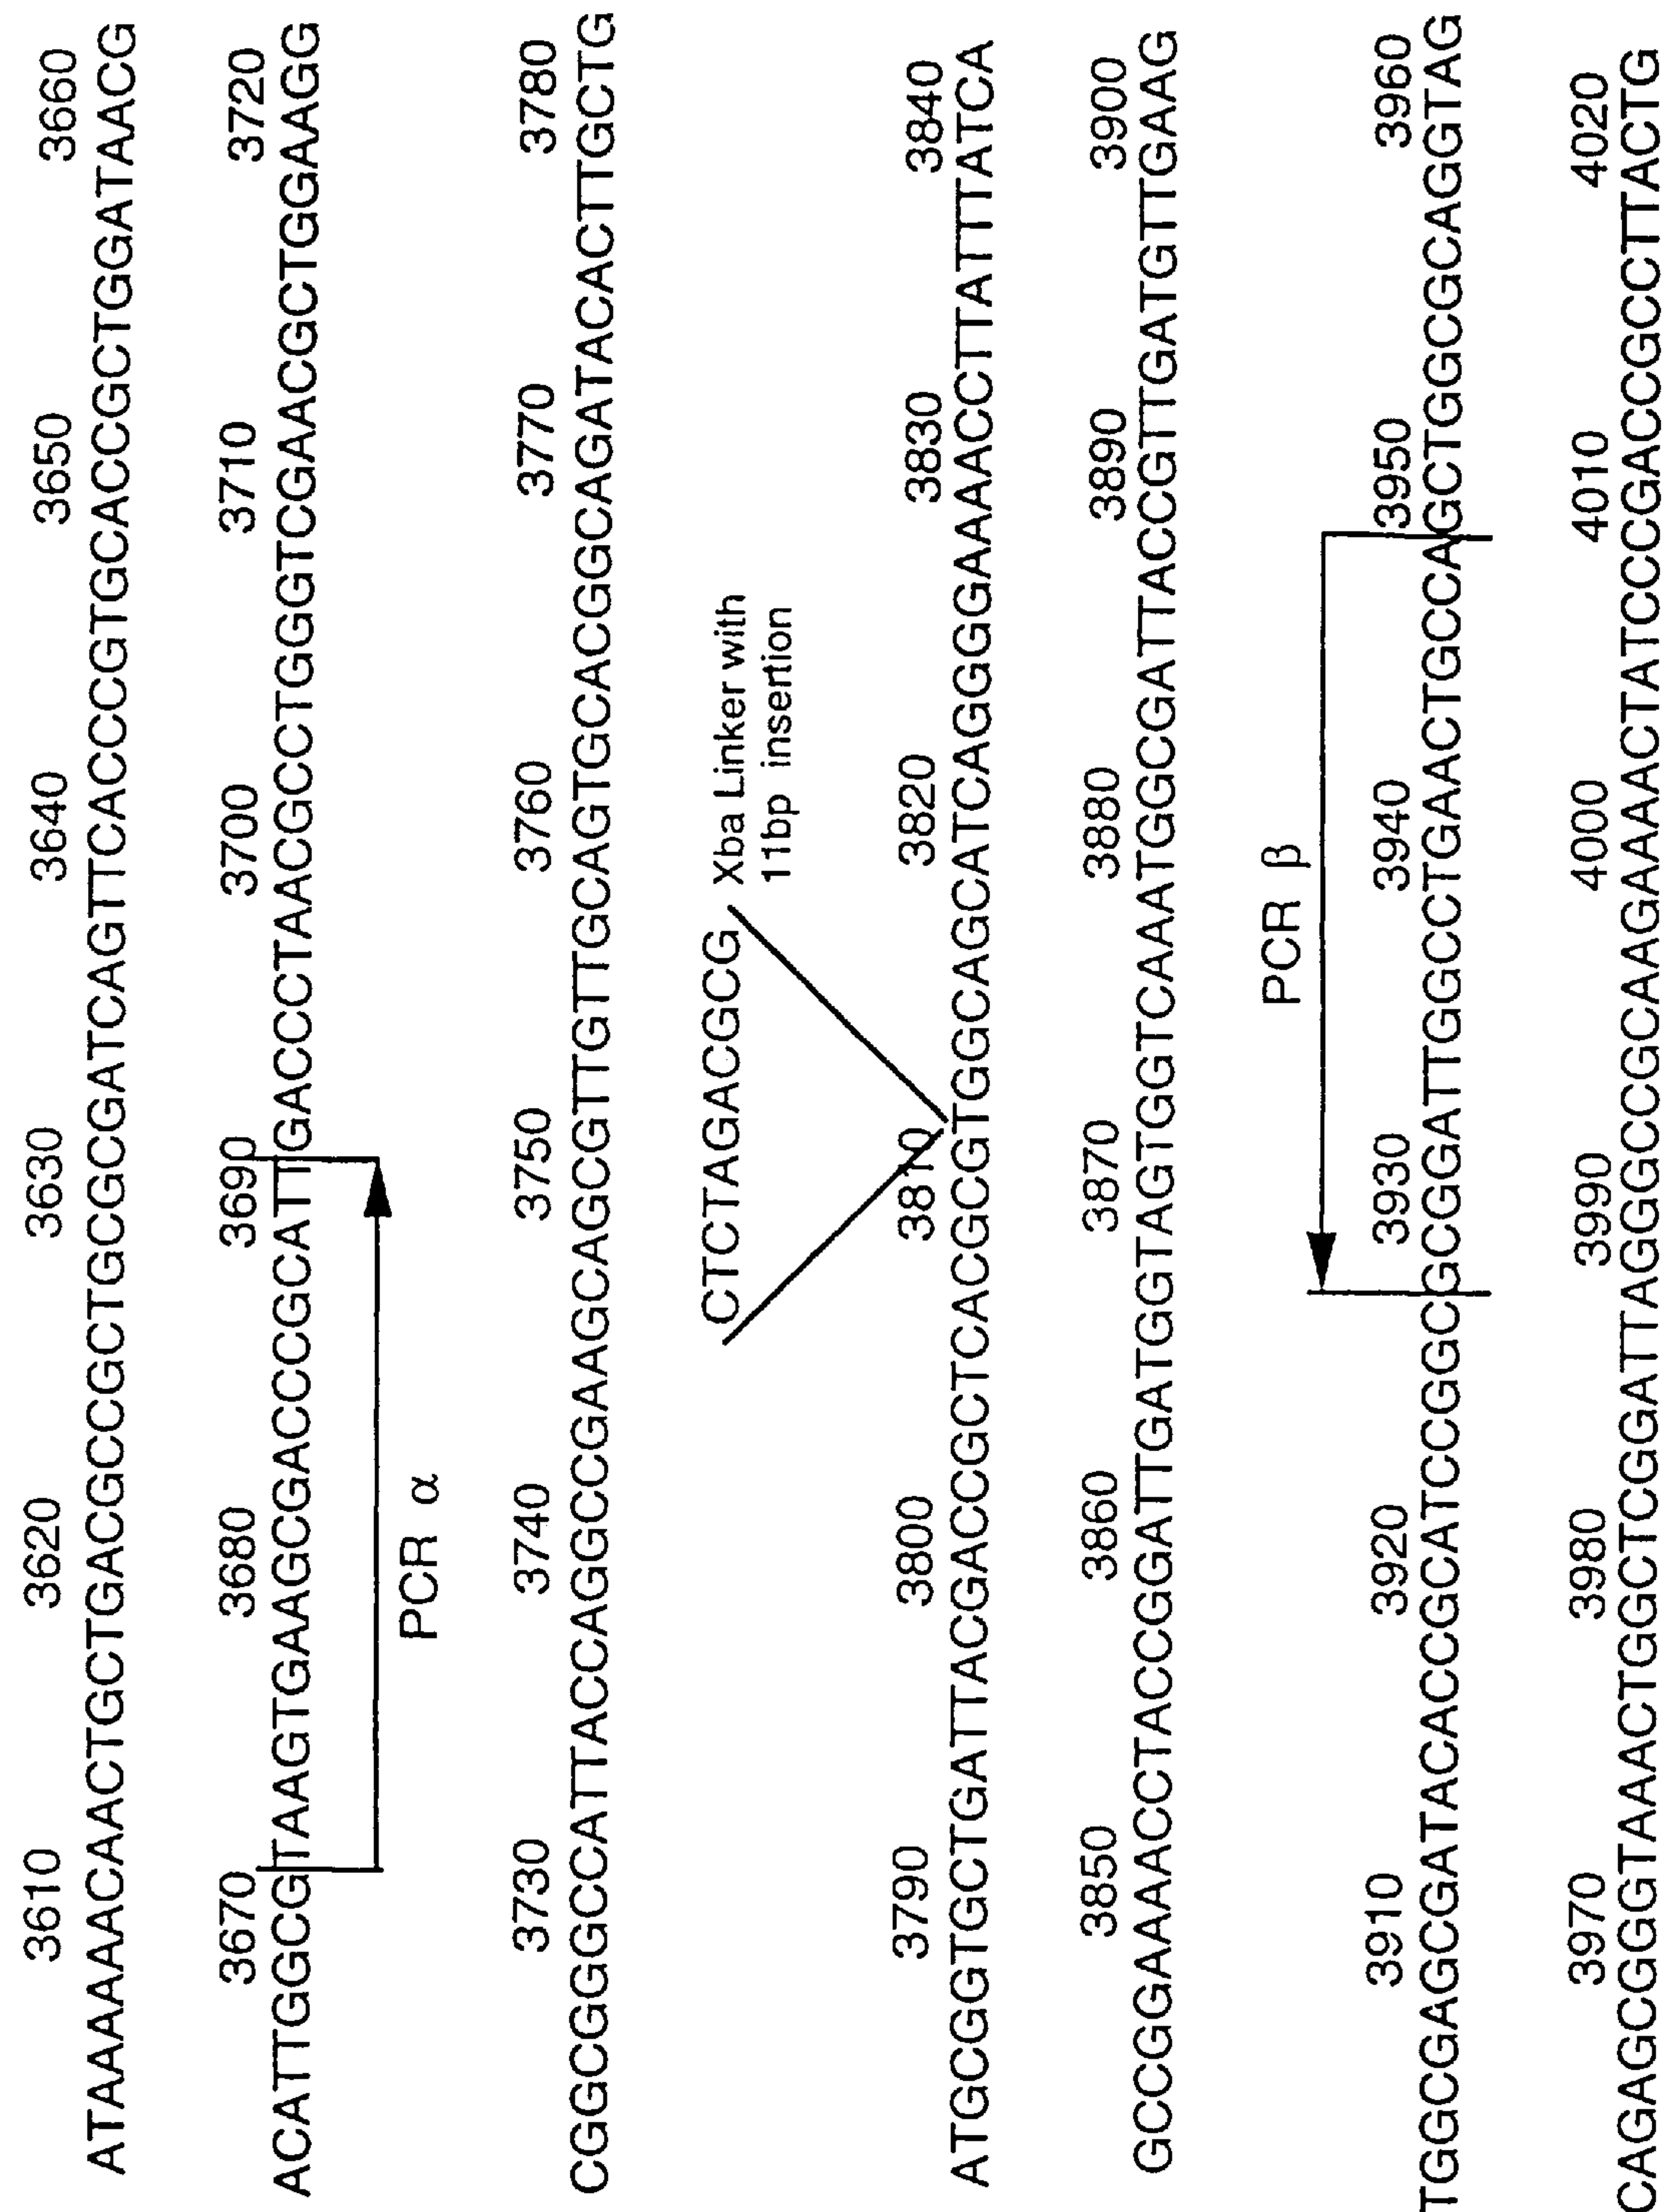 3610 3620 3630 3640 3650 3660
ATAAAAACAACTGCTGACGCCGCTGCGCGATCAGTTCACCCGTGCACCGCTGGATAACG
3670 3680 3690 3700 3710 3720
ACATTGGCGTAAGTGAAGCGACCCGCATTGACCCTAACGCCTGGGTCGAACGCTGGAAGG
PCR α
3730 3740 3750 3760 3770 3780
CGGCGGGCCATTACCAGGCCGAAGCAGCGTTGTTGCAGTGCACGGCAGATACACTTGCTG
CTCTAGACGCG
Xba Linker with
11bp insertion
3790 3800 3810 3820 3830 3840
ATGCGGTGCTGATTACGACCGCTCACGCGTGGCAGCATCAGGGGAAAACCTTATTTATCA
3850 3860 3870 3880 3890 3900
GCCGGAAAACCTACCGGATTGATGGTAGTGGTCAAATGGCGATTACCGTTGATGTTGAAG
PCR β
3910 3920 3930 3940 3950 3960
TGGCGAGCGATACACCGCATCCGGCGCGGATTGGCCTGAACTGCCAGCTGGCGCAGGTAG
3970 3980 3990 4000 4010 4020
CAGAGCGGGTAAACTGGCTCGGATTAGGGCCGCAAGAAAACTATCCCGACCGCCTTACTG